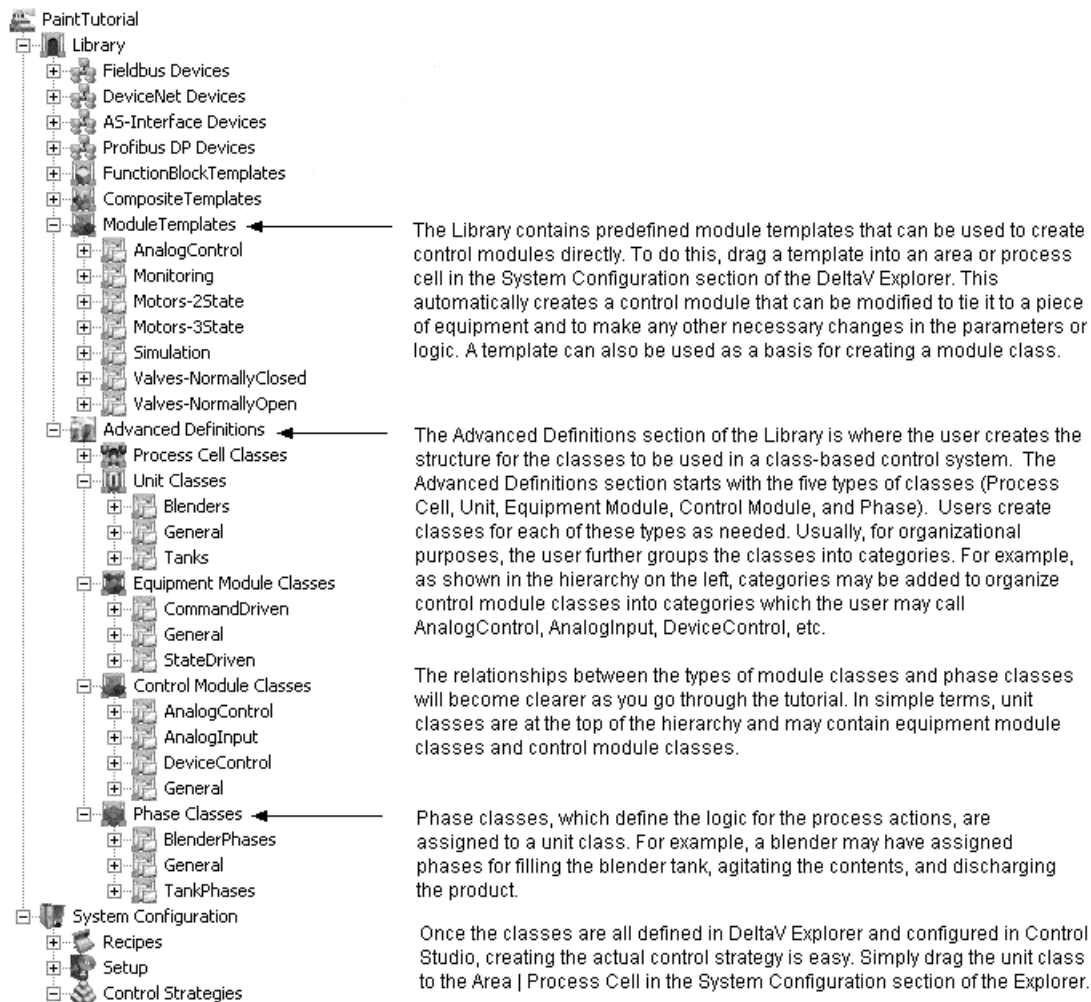 PaintTutorial
Library
Fieldbus Devices
DeviceNet Devices
AS-Interface Devices
Profibus DP Devices
FunctionBlockTemplates
CompositeTemplates
ModuleTemplates
AnalogControl
Monitoring
Motors-2State
Motors-3State
Simulation
Valves-NormallyClosed
Valves-NormallyOpen
The Library contains predefined module templates that can be used to create
control modules directly. To do this, drag a template into an area or process
cell in the System Configuration section of the DeltaV Explorer. This
automatically creates a control module that can be modified to tie it to a piece
of equipment and to make any other necessary changes in the parameters or
logic. A template can also be used as a basis for creating a module class.
Advanced Definitions
Process Cell Classes
Unit Classes
Blenders
General
Tanks
Equipment Module Classes
CommandDriven
General
StateDriven
Control Module Classes
AnalogControl
AnalogInput
DeviceControl
General
The Advanced Definitions section of the Library is where the user creates the
structure for the classes to be used in a class-based control system. The
Advanced Definitions section starts with the five types of classes (Process
Cell, Unit, Equipment Module, Control Module, and Phase). Users create
classes for each of these types as needed. Usually, for organizational
purposes, the user further groups the classes into categories. For example,
as shown in the hierarchy on the left, categories may be added to organize
control module classes into categories which the user may call
AnalogControl, AnalogInput, DeviceControl, etc.
The relationships between the types of module classes and phase classes
will become clearer as you go through the tutorial. In simple terms, unit
classes are at the top of the hierarchy and may contain equipment module
classes and control module classes.
Phase Classes
BlenderPhases
General
TankPhases
Phase classes, which define the logic for the process actions, are
assigned to a unit class. For example, a blender may have assigned
phases for filling the blender tank, agitating the contents, and discharging
the product.
System Configuration
Recipes
Setup
Control Strategies
Once the classes are all defined in DeltaV Explorer and configured in Control
Studio, creating the actual control strategy is easy. Simply drag the unit class
to the Area | Process Cell in the System Configuration section of the Explorer.